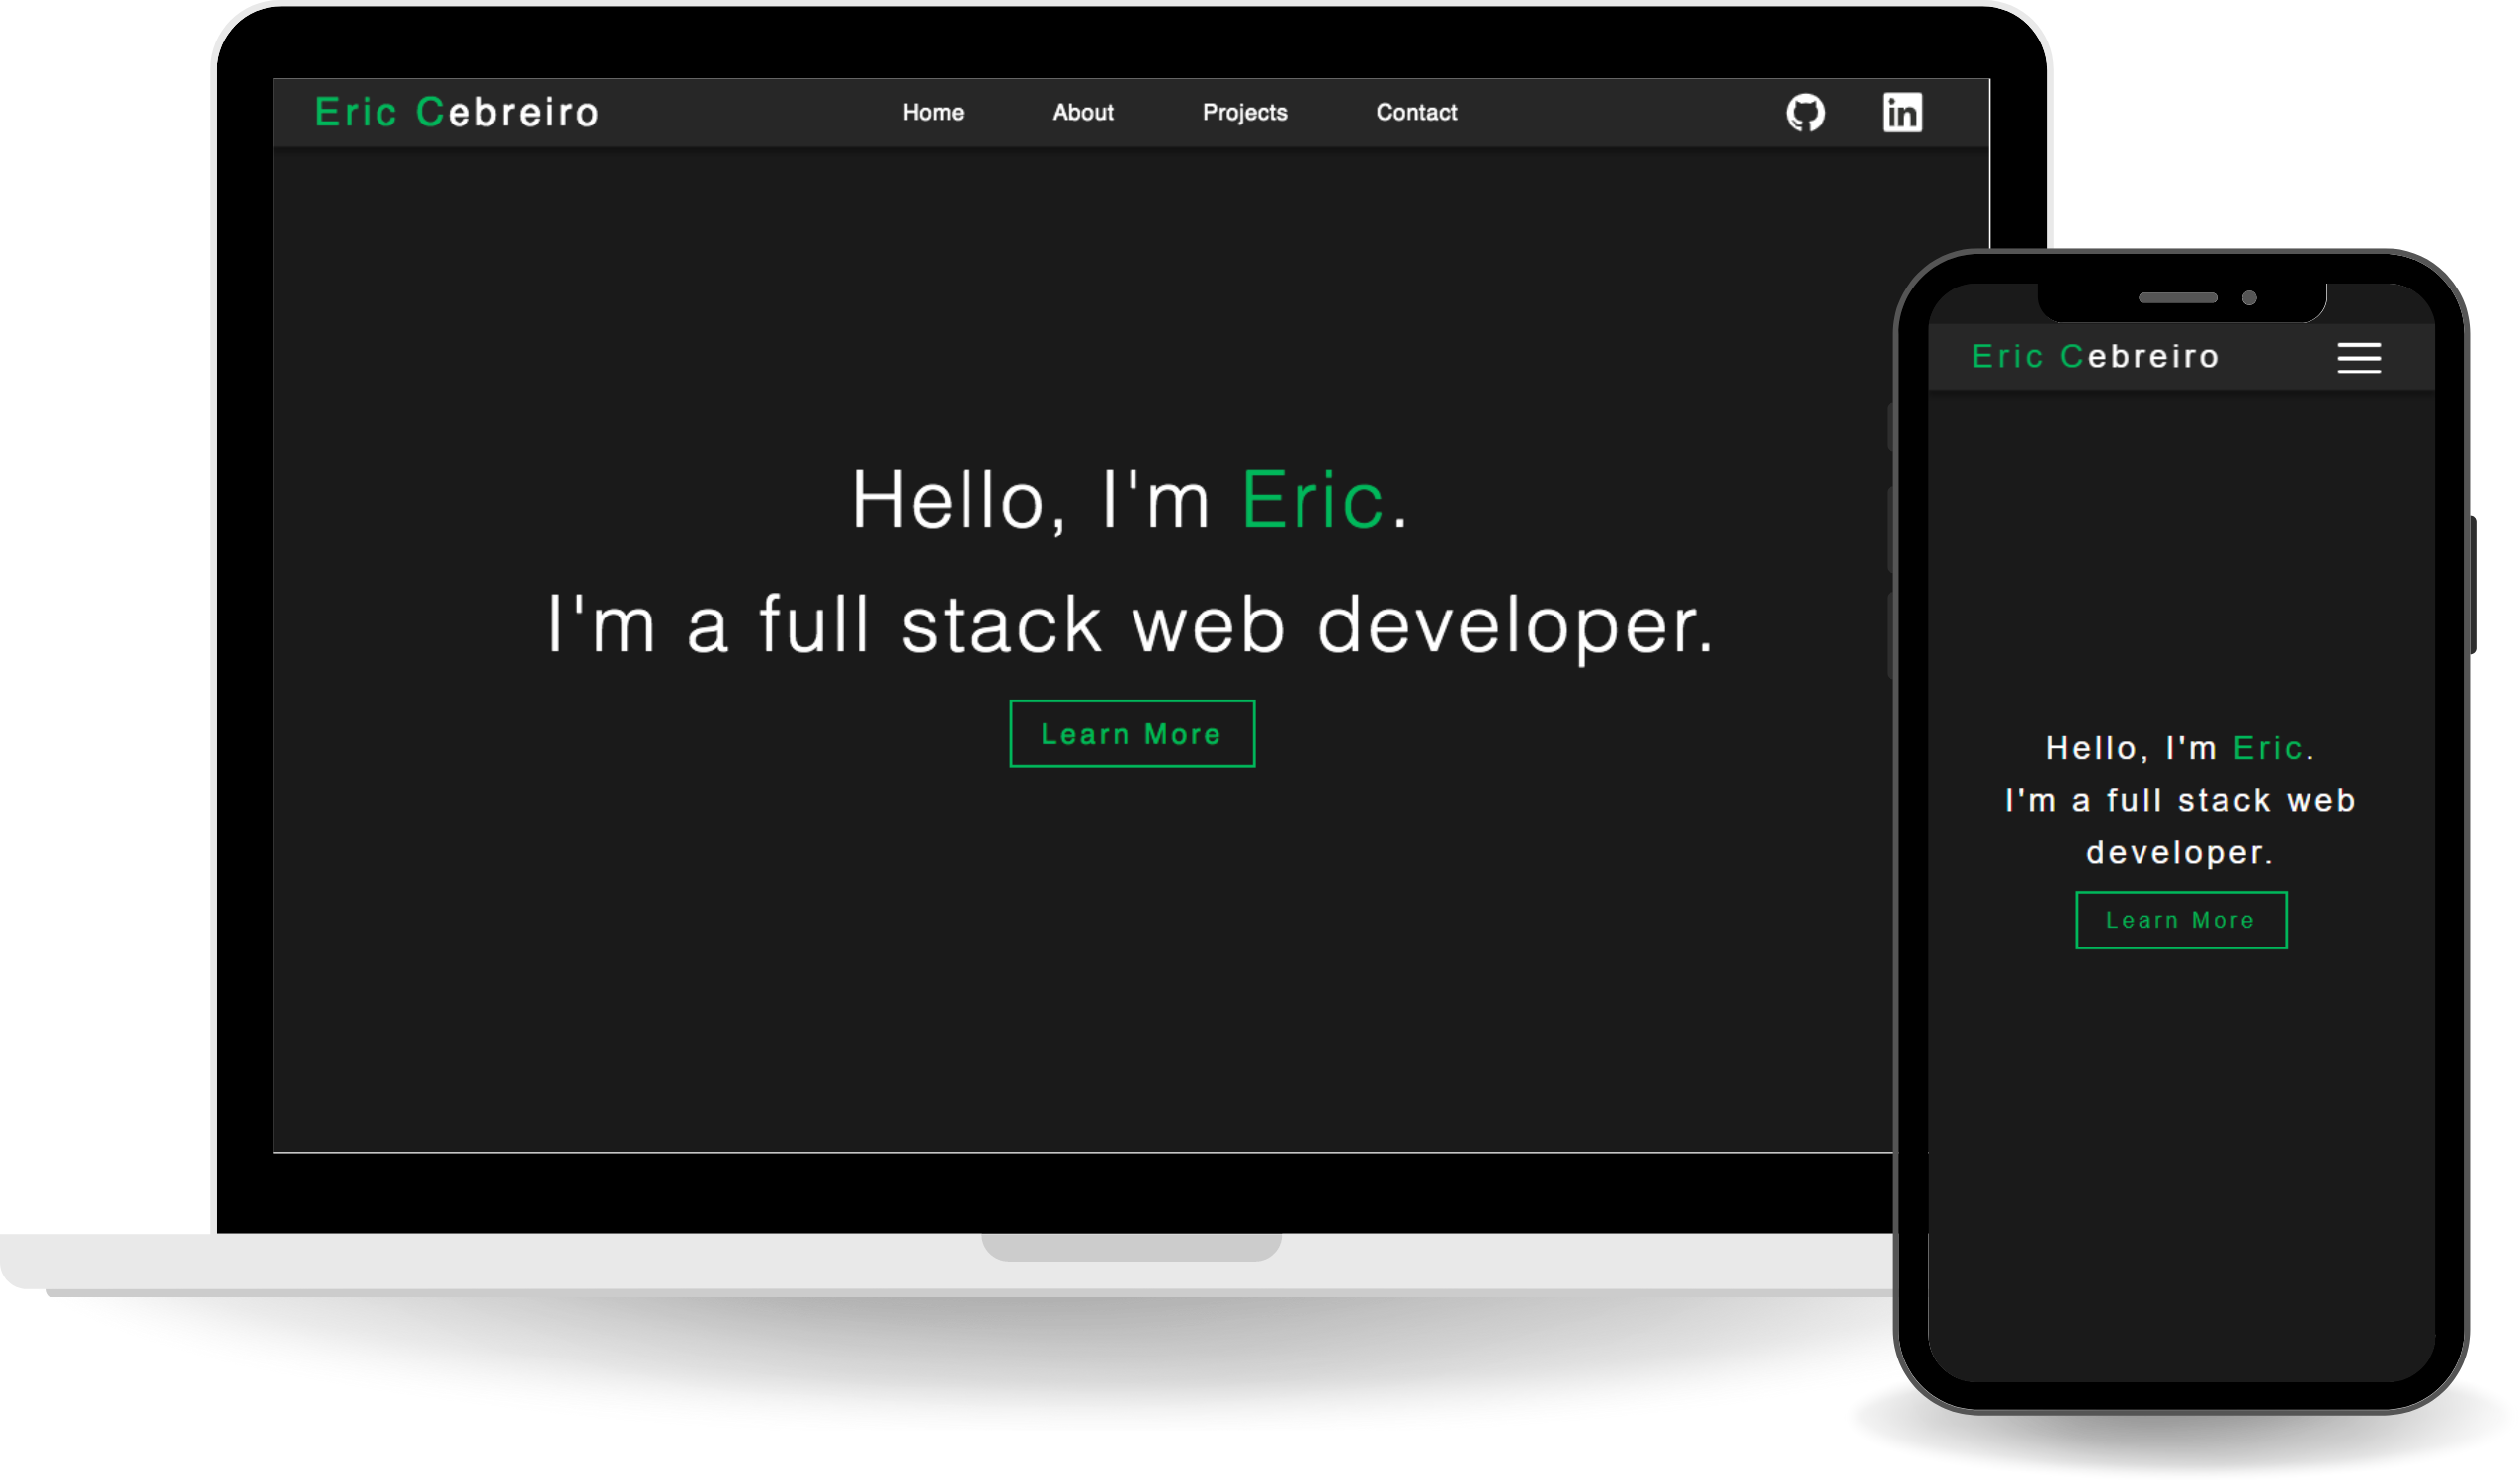 Eric Cebreiro Home About Projects Contact in
Hello, I'm Eric.
I'm a full stack web developer.
Learn More
Eric Cebreiro
Hello, I'm Eric.
I'm a full stack web
developer.
Learn More